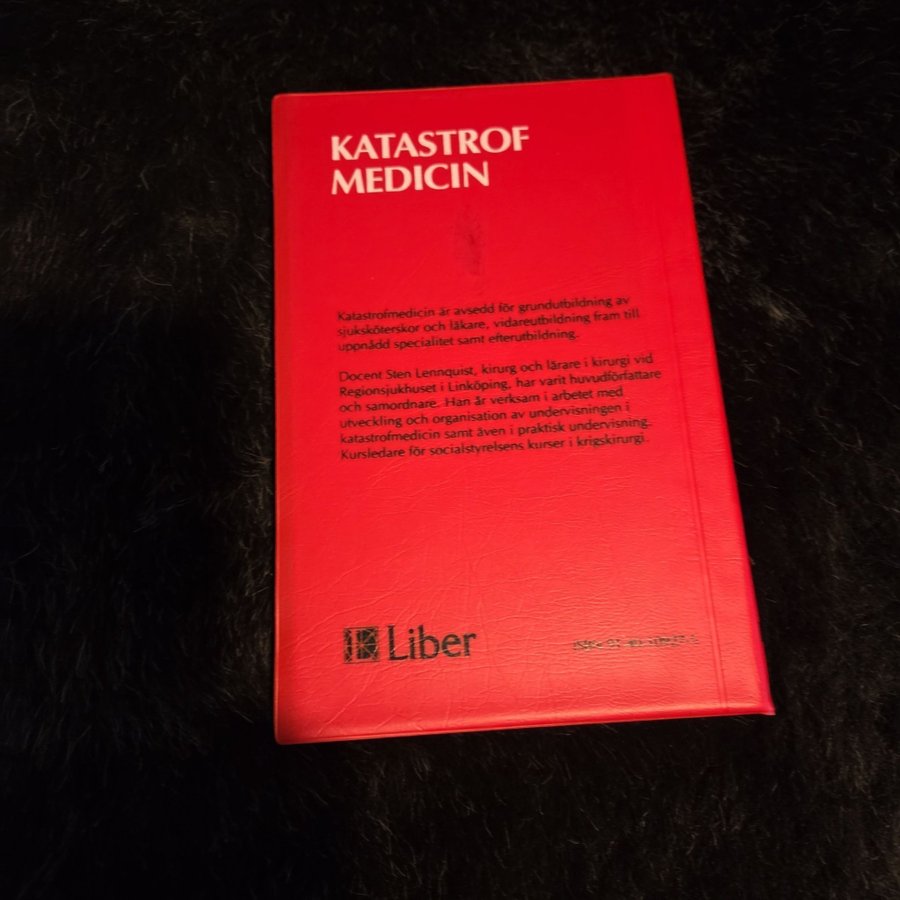 KATASTROF
MEDICIN
Katastrofmedicin är avsedd för grundutbildning av
sjuksköterskor och läkare, vidareutbildning fram till
uppnådd specialitet samt efterutbildning.
Docent Sten Lennquist, kirurg och lärare i kirurgi vid
Regionsjukhuset i Linköping, har varit huvudförfattare
och samordnare. Han är verksam i arbetet med
utveckling och organisation av undervisningen i
katastrofmedicin samt även i praktisk undervisning.
Kursledare för socialstyrelsens kurser i krigskirurgi.
Liber